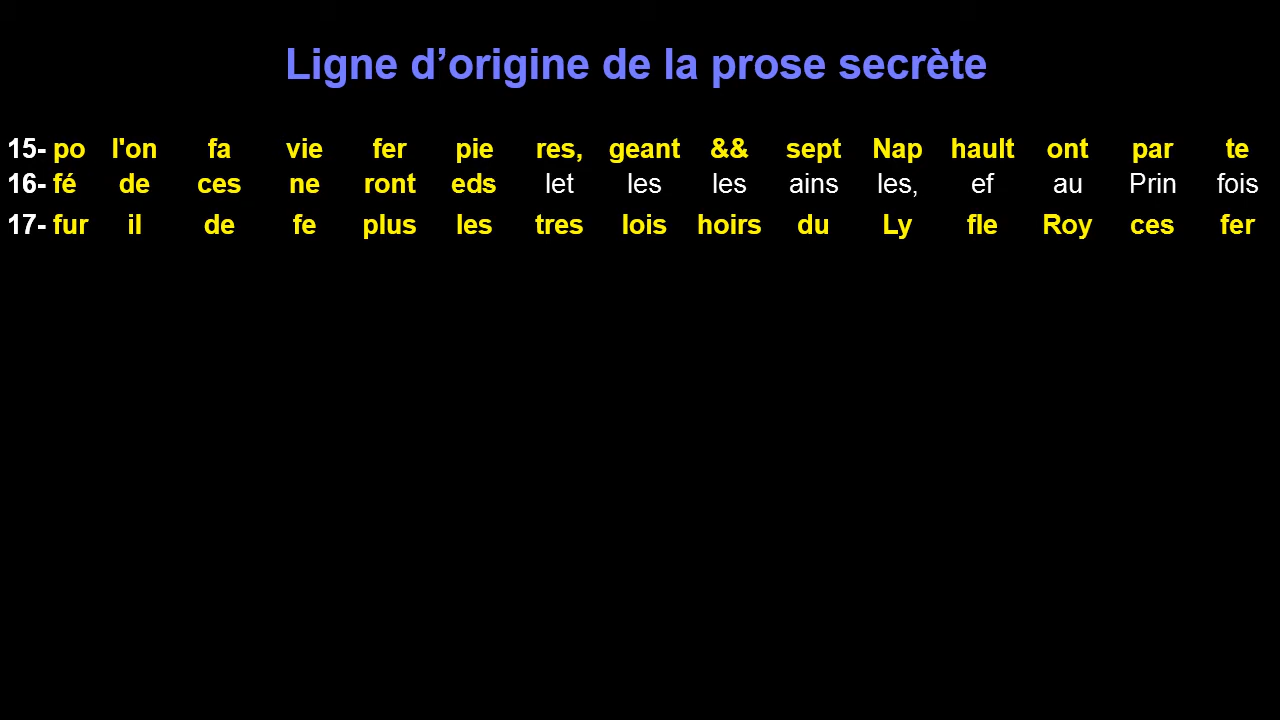 Ligne d’origine de la prose secrète
15- po l'on fa vie fer pie res, geant && sept Nap hault ont par te
16- fé de ces ne ront eds let les les ains les, ef au Prin fois
17- fur il de fe plus les tres lois hoirs du Ly fle Roy ces fer